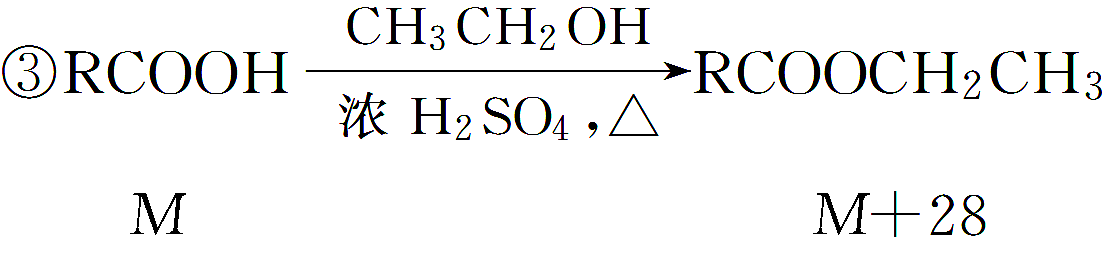 CH₃CH₂OH
③RCOOH→RCOOCH₂CH₃
浓 H₂SO₄,△
M M+28